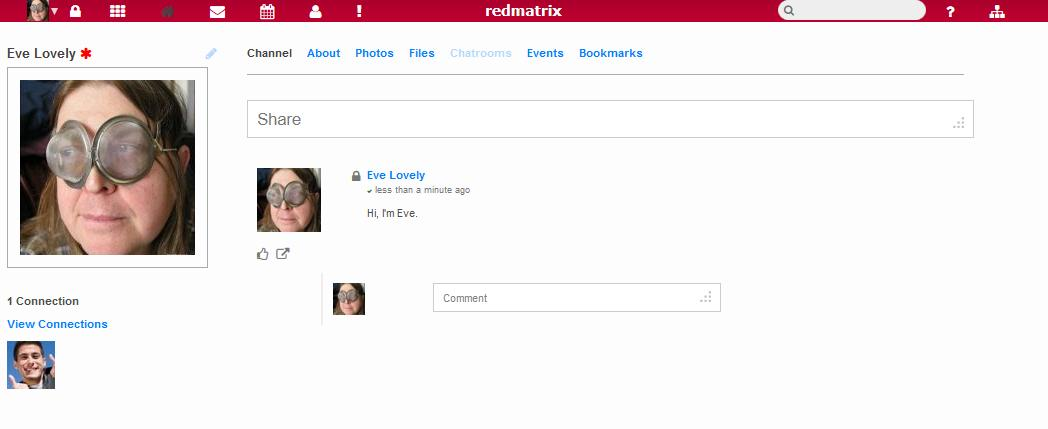 redmatrix
Eve Lovely
Channel About Photos Files Chatrooms Events Bookmarks
Share
Eve Lovely
less than a minute ago
Hi, I'm Eve.
Comment
1 Connection
View Connections